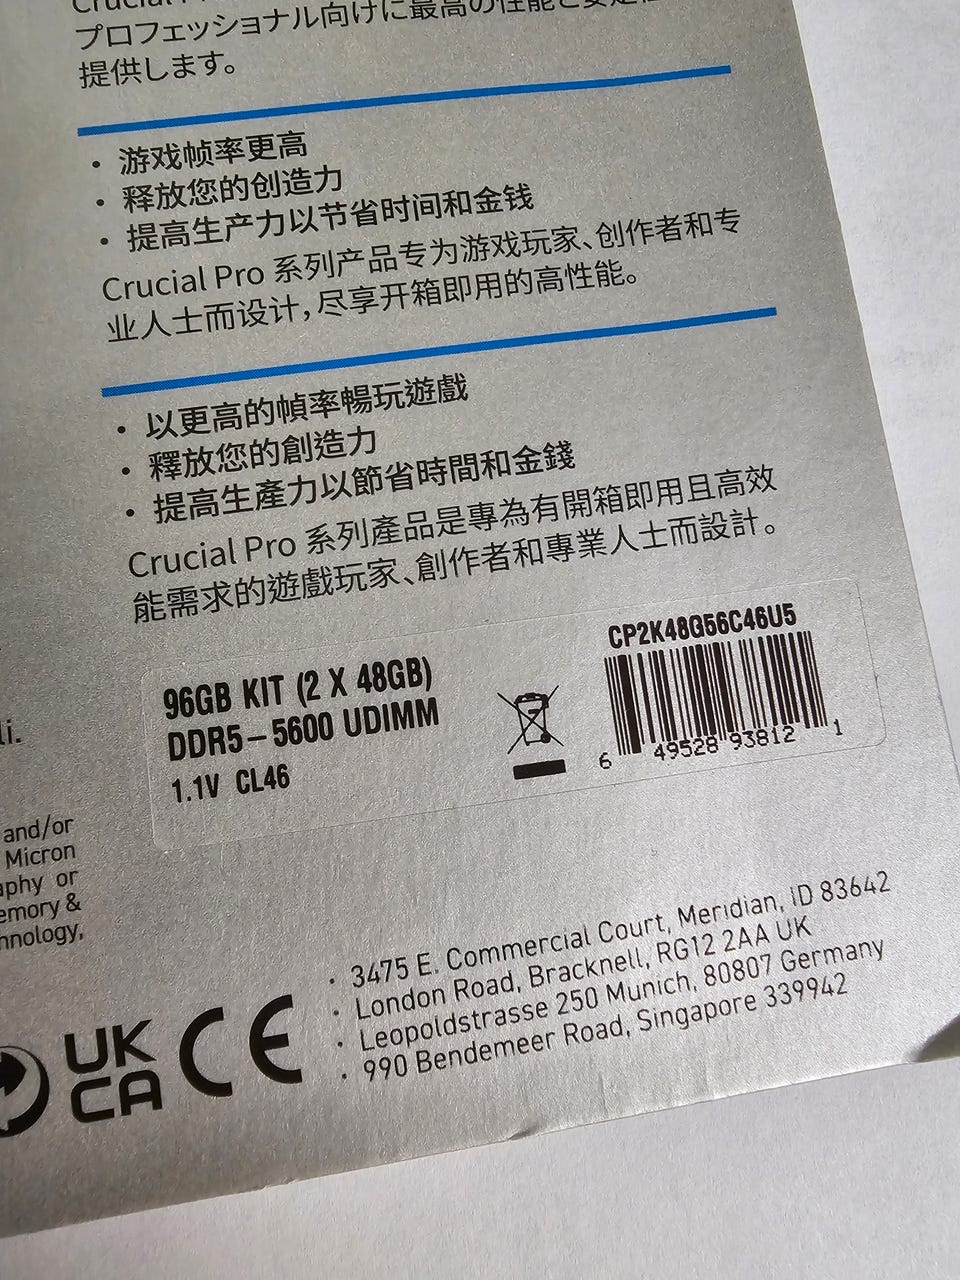 Crucial
プロフェッショナル向けに最高の性能と安定性
提供します。
• 游戏帧率更高
• 释放您的创造力
• 提高生产力以节省时间和金钱
Crucial Pro 系列产品专为游戏玩家、创作者和专
业人士而设计，尽享开箱即用的高性能。
• 以更高的幀率暢玩遊戲
• 釋放您的創造力
• 提高生產力以節省時間和金錢
Crucial Pro 系列產品是專為有開箱即用且高效
能需求的遊戲玩家、創作者和專業人士而設計。
li.
96GB KIT (2 X 48GB)
DDR5–5600 UDIMM
1.1V CL46
CP2K48G56C46U5
6 49528 93812 1
and/or
Micron
aphy or
emory &
hnology,
• 3475 E. Commercial Court, Meridian, ID 83642
• London Road, Bracknell, RG12 2AA UK
• Leopoldstrasse 250 Munich, 80807 Germany
• 990 Bendemeer Road, Singapore 339942
UK
CA
CE